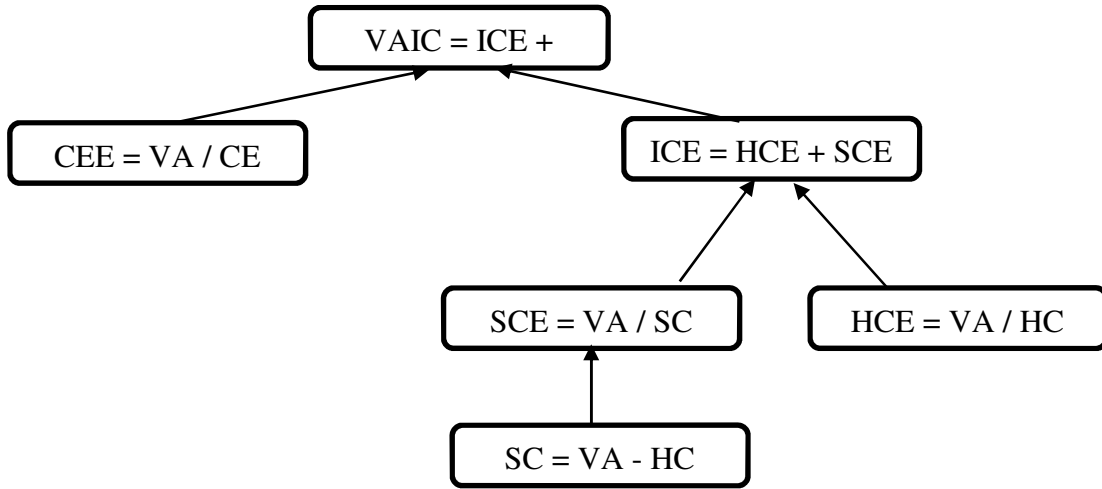 VAIC = ICE +
CEE = VA / CE
ICE = HCE + SCE
SCE = VA / SC
HCE = VA / HC
SC = VA - HC